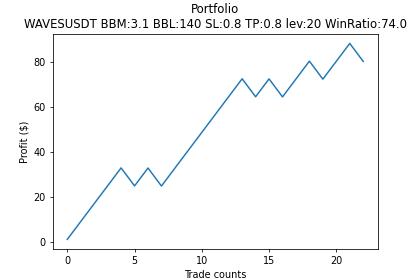 Portfolio
WAVESUSDT BBM:3.1 BBL:140 SL:0.8 TP:0.8 lev:20 WinRatio:74.0
Profit ($)
80
60
40
20
0
0 5 10 15 20
Trade counts